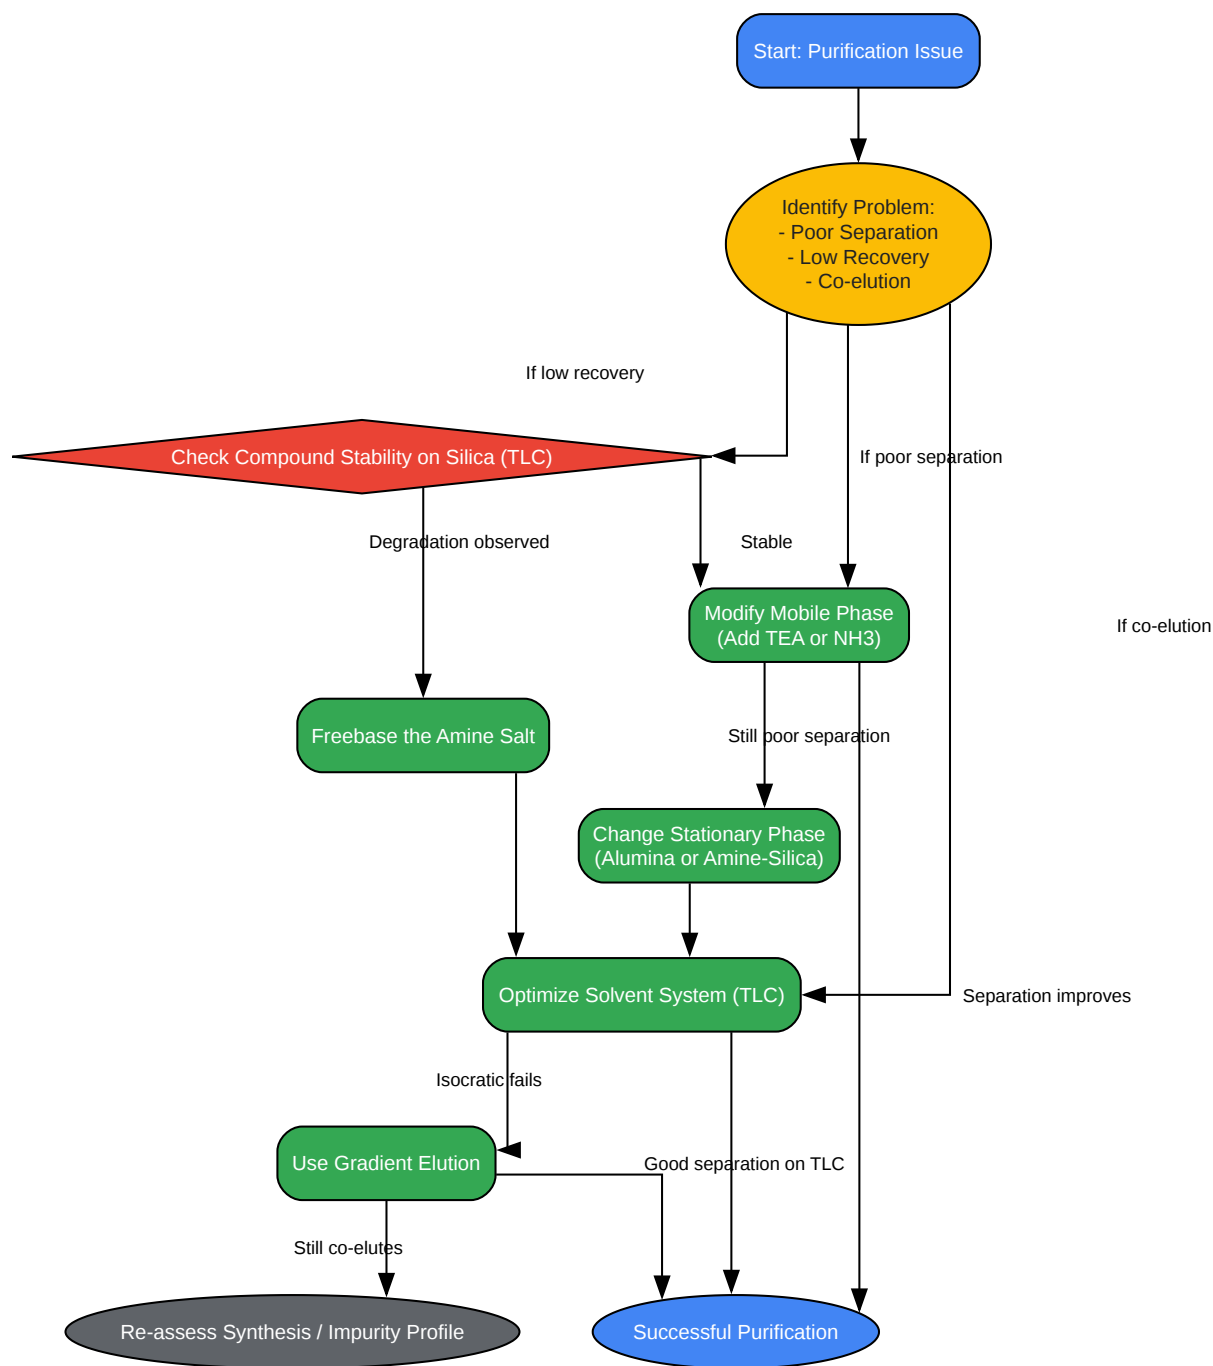 Start: Purification Issue
Identify Problem:
- Poor Separation
- Low Recovery
- Co-elution
If low recovery
Check Compound Stability on Silica (TLC)
If poor separation
Degradation observed
Stable
Modify Mobile Phase
(Add TEA or NH3)
If co-elution
Freebase the Amine Salt
Still poor separation
Change Stationary Phase
(Alumina or Amine-Silica)
Optimize Solvent System (TLC)
Separation improves
Isocratic fails
Use Gradient Elution
Good separation on TLC
Still co-elutes
Re-assess Synthesis / Impurity Profile
Successful Purification